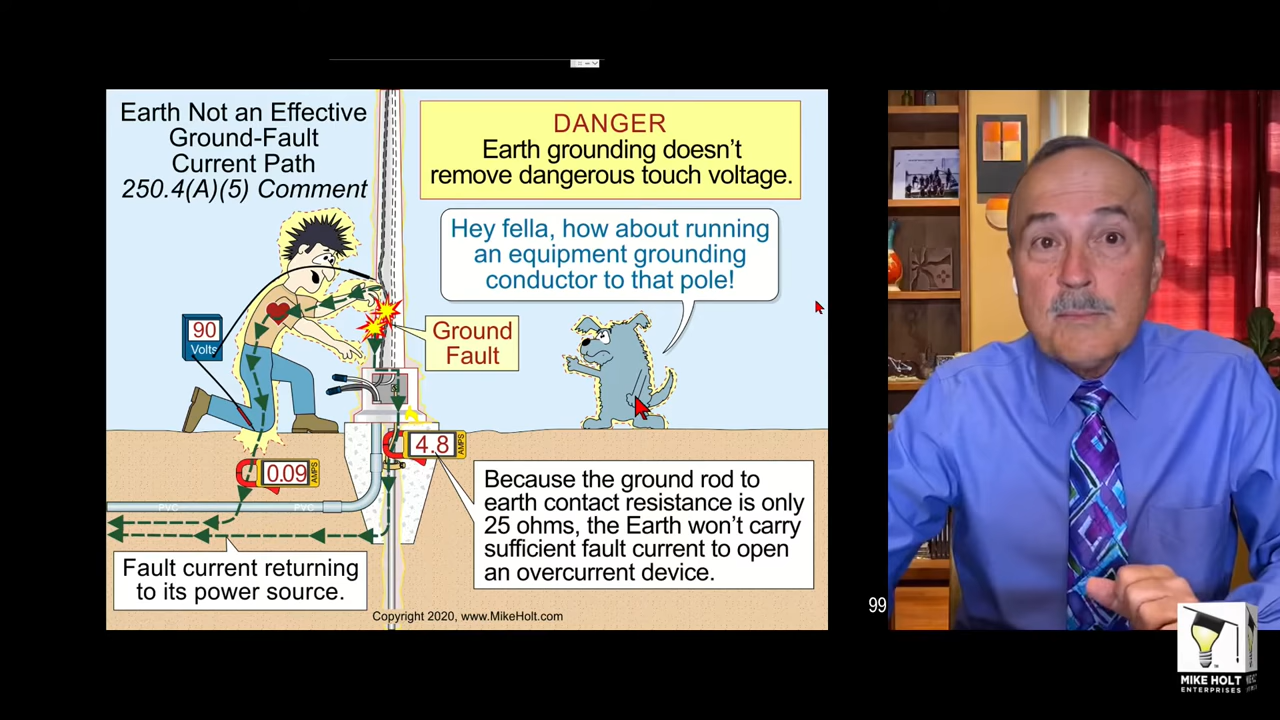 Earth Not an Effective
Ground-Fault
Current Path
250.4(A)(5) Comment
DANGER
Earth grounding doesn't
remove dangerous touch voltage.
Hey fella, how about running
an equipment grounding
conductor to that pole!
90
Volts
Ground
Fault
4.8
AMPS
0.09
AMPS
PVC
PVC
Because the ground rod to
earth contact resistance is only
25 ohms, the Earth won't carry
sufficient fault current to open
an overcurrent device.
Fault current returning
to its power source.
Copyright 2020, www.MikeHolt.com
99
MIKE HOLT
ENTERPRISES